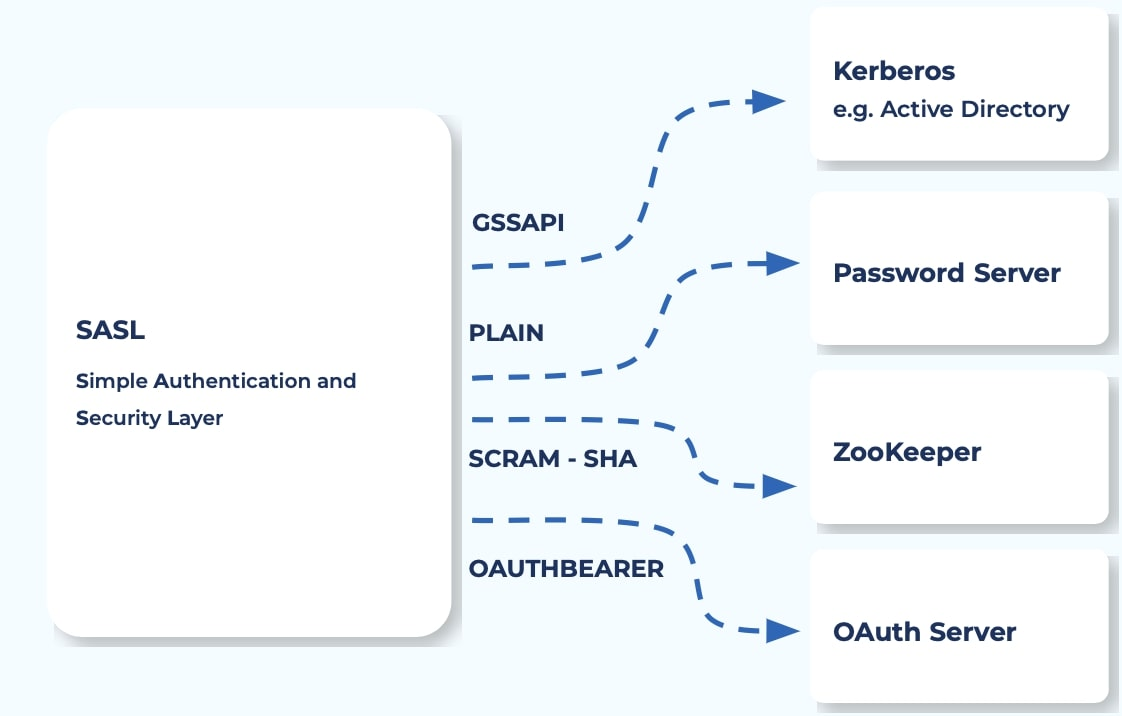 SASL
Simple Authentication and
Security Layer
GSSAPI
PLAIN
SCRAM - SHA
OAUTHBEARER
Kerberos
e.g. Active Directory
Password Server
ZooKeeper
OAuth Server